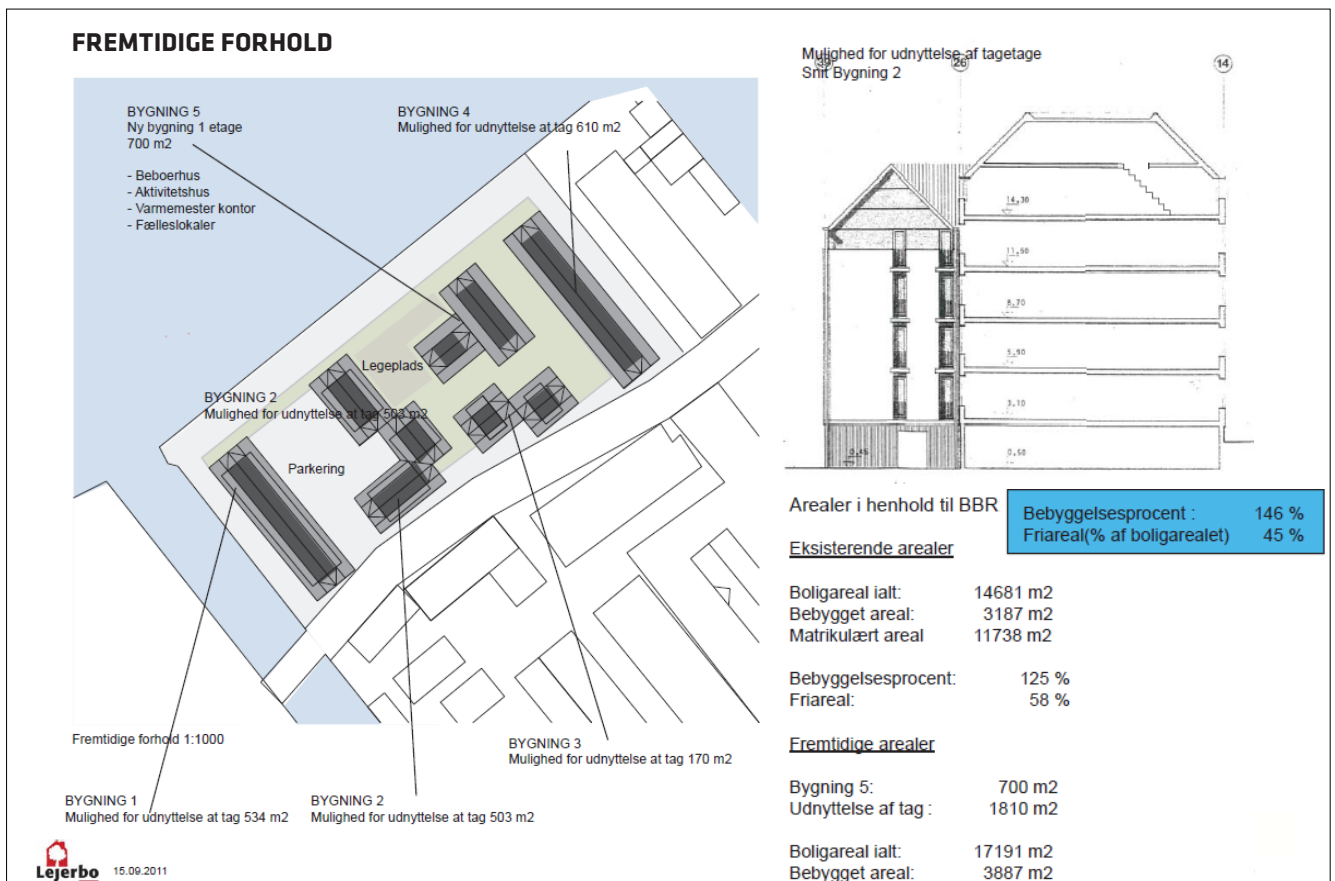 FREMTIDIGE FORHOLD
BYGNING 5
Ny bygning 1 etage
700 m2
- Beboerhus
- Aktivitetshus
- Varmemester kontor
- Fælleslokaler
BYGNING 4
Mulighed for udnyttelse at tag 610 m2
Legeplads
BYGNING 2
Mulighed for udnyttelse at tag 503 m2
Parkering
Fremtidige forhold 1:1000
BYGNING 3
Mulighed for udnyttelse at tag 170 m2
BYGNING 1
Mulighed for udnyttelse at tag 534 m2
BYGNING 2
Mulighed for udnyttelse at tag 503 m2
Lejerbo 15.09.2011
Mulighed for udnyttelse af tagetage
Snit Bygning 2
39 26 14
14,30
11,60
8,70
5,90
3,10
0,45 0,50
Arealer i henhold til BBR
Bebyggelsesprocent : 146 %
Friareal(% af boligarealet) 45 %
Eksisterende arealer
Boligareal ialt: 14681 m2
Bebygget areal: 3187 m2
Matrikulært areal 11738 m2
Bebyggelsesprocent: 125 %
Friareal: 58 %
Fremtidige arealer
Bygning 5: 700 m2
Udnyttelse af tag : 1810 m2
Boligareal ialt: 17191 m2
Bebygget areal: 3887 m2